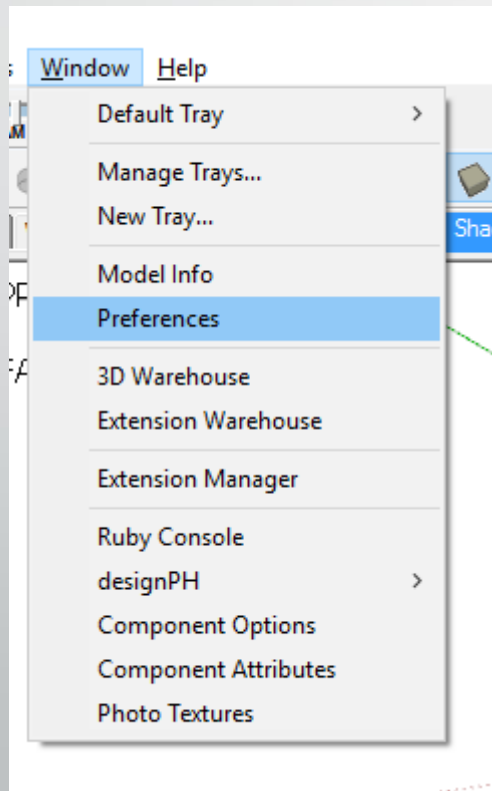 Window Help
Default Tray
Manage Trays...
New Tray...
Model Info
Preferences
3D Warehouse
Extension Warehouse
Extension Manager
Ruby Console
designPH
Component Options
Component Attributes
Photo Textures